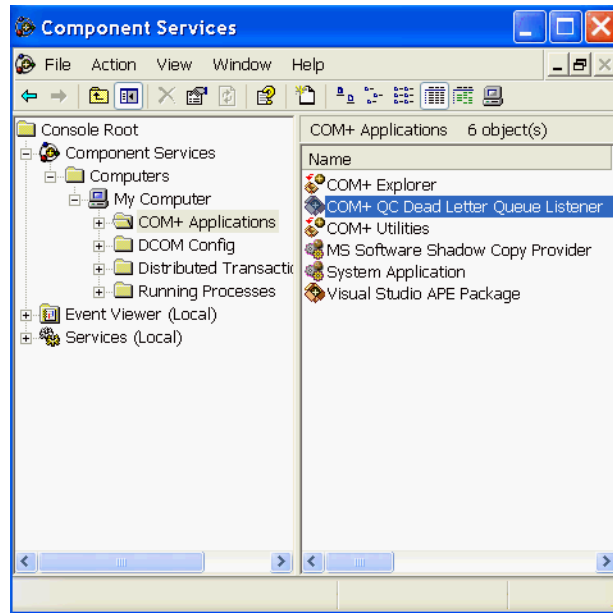 Component Services
File Action View Window Help
Console Root
Component Services
Computers
My Computer
COM+ Applications
DCOM Config
Distributed Transactic
Running Processes
Event Viewer (Local)
Services (Local)
COM+ Applications 6 object(s)
Name
COM+ Explorer
COM+ QC Dead Letter Queue Listener
COM+ Utilities
MS Software Shadow Copy Provider
System Application
Visual Studio APE Package